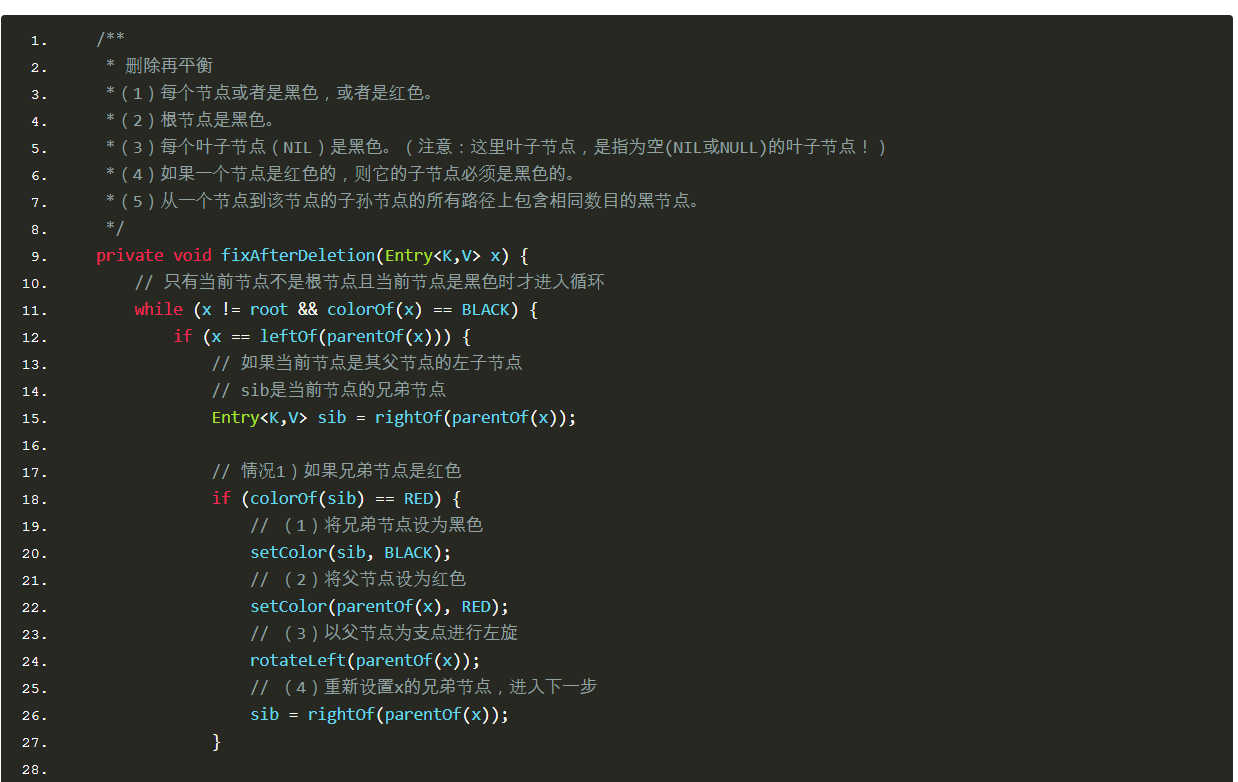 1. /**
2. * 删除再平衡
3. *（1）每个节点或者是黑色，或者是红色。
4. *（2）根节点是黑色。
5. *（3）每个叶子节点（NIL）是黑色。（注意：这里叶子节点，是指为空(NIL或NULL)的叶子节点！）
6. *（4）如果一个节点是红色的，则它的子节点必须是黑色的。
7. *（5）从一个节点到该节点的子孙节点的所有路径上包含相同数目的黑节点。
8. */
9. private void fixAfterDeletion(Entry<K,V> x) {
10. // 只有当前节点不是根节点且当前节点是黑色时才进入循环
11. while (x != root && colorOf(x) == BLACK) {
12. if (x == leftOf(parentOf(x))) {
13. // 如果当前节点是其父节点的左子节点
14. // sib是当前节点的兄弟节点
15. Entry<K,V> sib = rightOf(parentOf(x));
16.
17. // 情况1）如果兄弟节点是红色
18. if (colorOf(sib) == RED) {
19. // （1）将兄弟节点设为黑色
20. setColor(sib, BLACK);
21. // （2）将父节点设为红色
22. setColor(parentOf(x), RED);
23. // （3）以父节点为支点进行左旋
24. rotateLeft(parentOf(x));
25. // （4）重新设置x的兄弟节点，进入下一步
26. sib = rightOf(parentOf(x));
27. }
28.